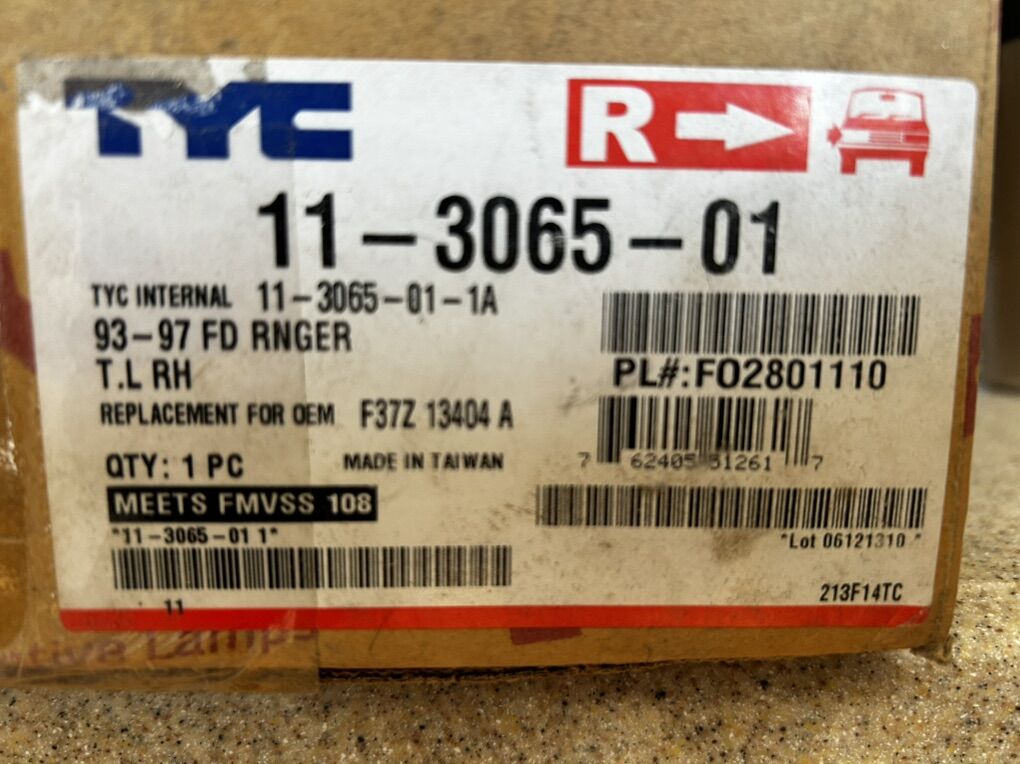 TYC
R
11-3065-01
TYC INTERNAL 11-3065-01-1A
93-97 FD RNGER
T.L RH
REPLACEMENT FOR OEM F37Z 13404 A
QTY: 1 PC
MADE IN TAIWAN
MEETS FMVSS 108
"11-3065-01 1"
11
PL#:FO2801110
7 62405 31261 7
"Lot 06121310 "
213F14TC
Lamps